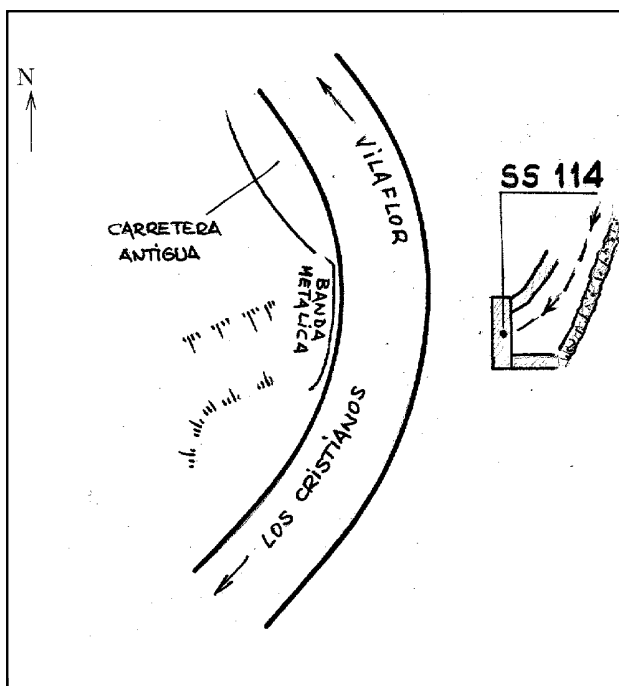 N
VILAFLOR
SS 114
CARRETERA
ANTIGUA
BANDA
METALICA
LOS CRISTIANOS